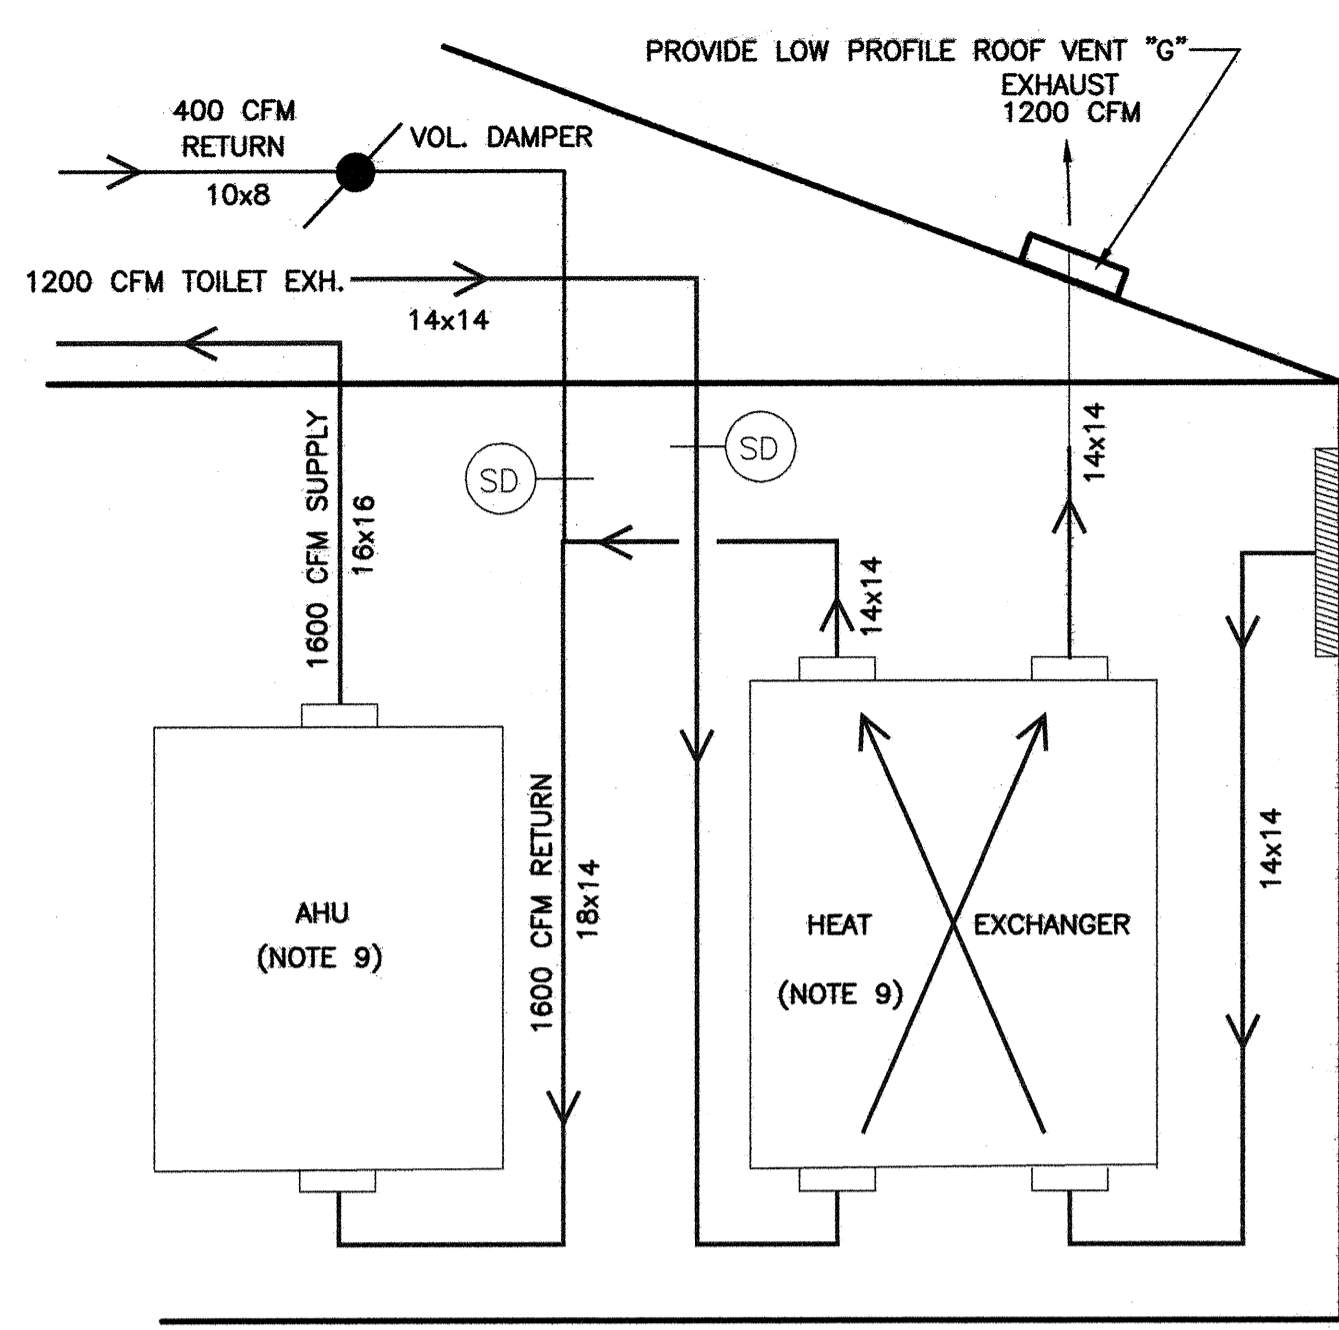 PROVIDE LOW PROFILE ROOF VENT "G"
EXHAUST
1200 CFM
400 CFM
RETURN
10x8
VOL. DAMPER
1200 CFM TOILET EXH.
14x14
1600 CFM SUPPLY
16x16
SD
SD
14x14
14x14
1600 CFM RETURN
18x14
14x14
AHU
(NOTE 9)
HEAT EXCHANGER
(NOTE 9)